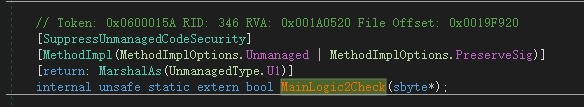 // Token: 0x0600015A RID: 346 RVA: 0x001A0520 File Offset: 0x0019F920
[SuppressUnmanagedCodeSecurity]
[MethodImpl(MethodImplOptions.Unmanaged | MethodImplOptions.PreserveSig)]
[return: MarshalAs(UnmanagedType.U1)]
internal unsafe static extern bool MainLogic2Check(sbyte*);